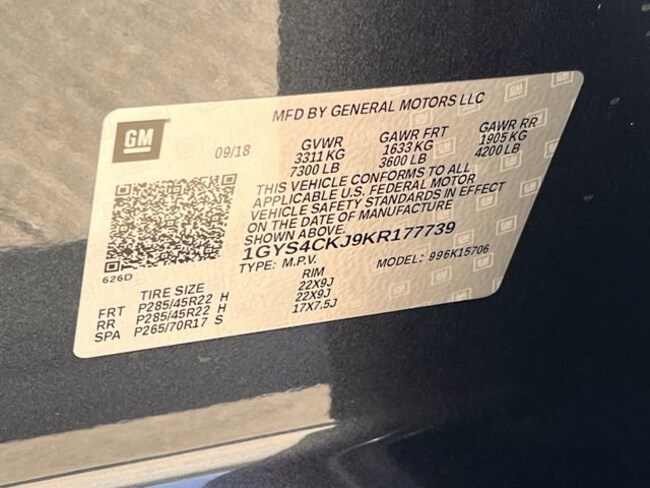 GM
MFD BY GENERAL MOTORS LLC
09/18
GVWR GAWR FRT GAWR RR
3311 KG 1633 KG 1905 KG
7300 LB 3600 LB 4200 LB
THIS VEHICLE CONFORMS TO ALL
APPLICABLE U.S. FEDERAL MOTOR
VEHICLE SAFETY STANDARDS IN EFFECT
ON THE DATE OF MANUFACTURE
SHOWN ABOVE.
1GYS4CKJ9KR177739
TYPE: M.P.V. MODEL: 996K15706
626D
TIRE SIZE RIM
FRT P285/45R22 H 22X9J
RR P285/45R22 H 22X9J
SPA P265/70R17 S 17X7.5J